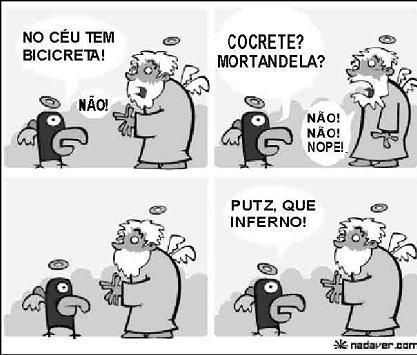 NO CÉU TEM
BICICRETA!
NÃO!
COCRETE?
MORTANDELA?
NÃO!
NÃO!
NOPE!
PUTZ, QUE
INFERNO!
nadaver.com